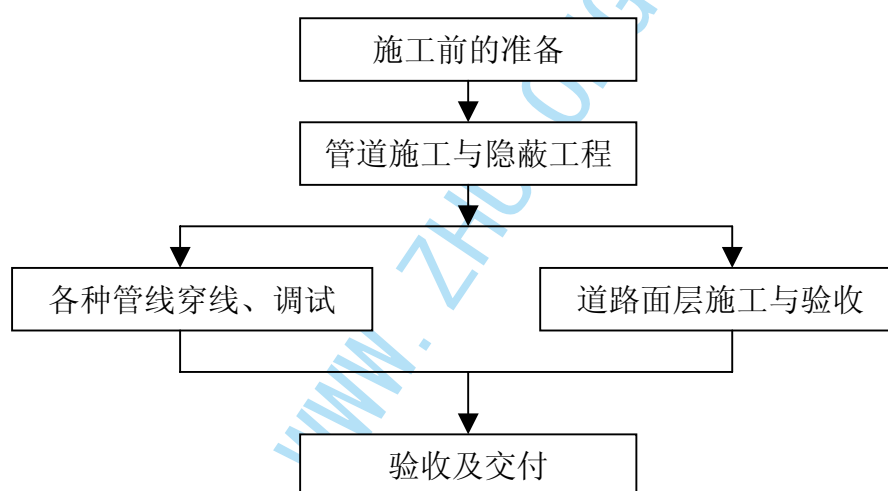 施工前的准备
管道施工与隐蔽工程
各种管线穿线、调试
道路面层施工与验收
验收及交付